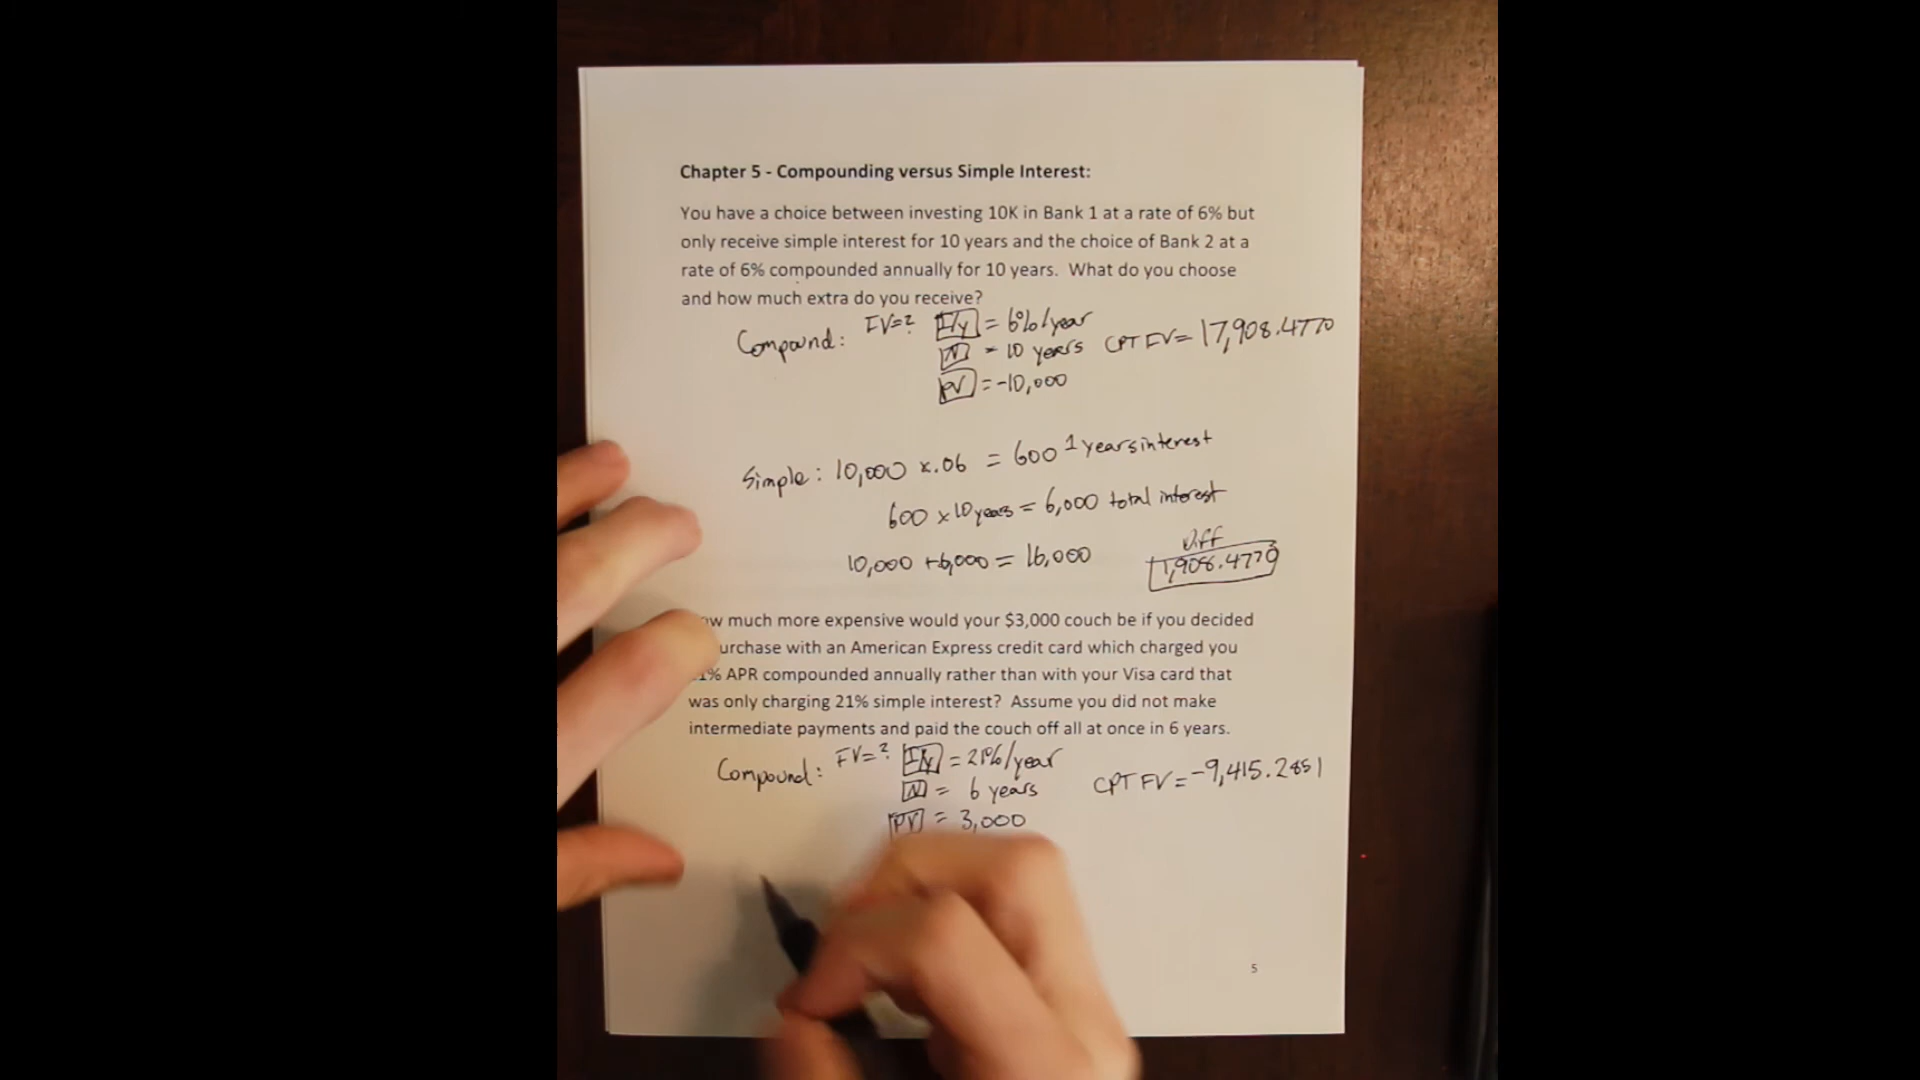 Chapter 5 - Compounding versus Simple Interest:
You have a choice between investing 10K in Bank 1 at a rate of 6% but
only receive simple interest for 10 years and the choice of Bank 2 at a
rate of 6% compounded annually for 10 years. What do you choose
and how much extra do you receive?
Compound: FV=? I/y = 6%/year
N = 10 years CPT FV= 17,908.4770
PV = -10,000
Simple: 10,000 x .06 = 600 1 years interest
600 x 10 years = 6,000 total interest
Diff
10,000 + 6,000 = 16,000 1,908.4770
much more expensive would your $3,000 couch be if you decided
with an American Express credit card which charged you
APR compounded annually rather than with your Visa card that
was only charging 21% simple interest? Assume you did not make
intermediate payments and paid the couch off all at once in 6 years.
Compound: FV=? I/y = 21%/year
N = 6 years CPT FV = -9,415.2851
PV = 3,000
5